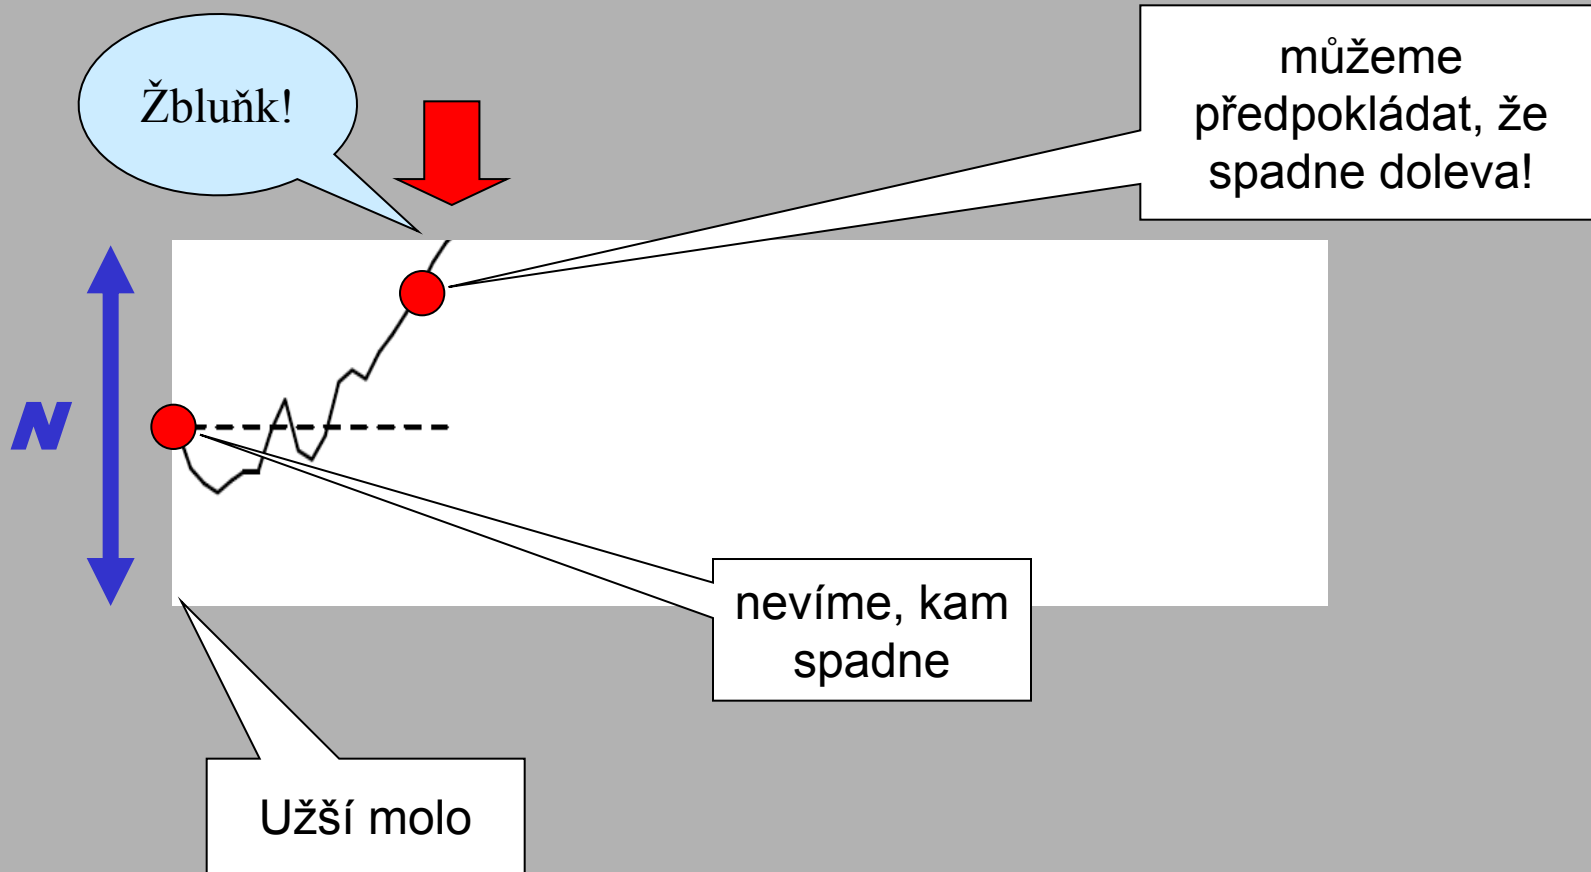 Žbluňk!
můžeme
předpokládat, že
spadne doleva!
N
nevíme, kam
spadne
Užší molo